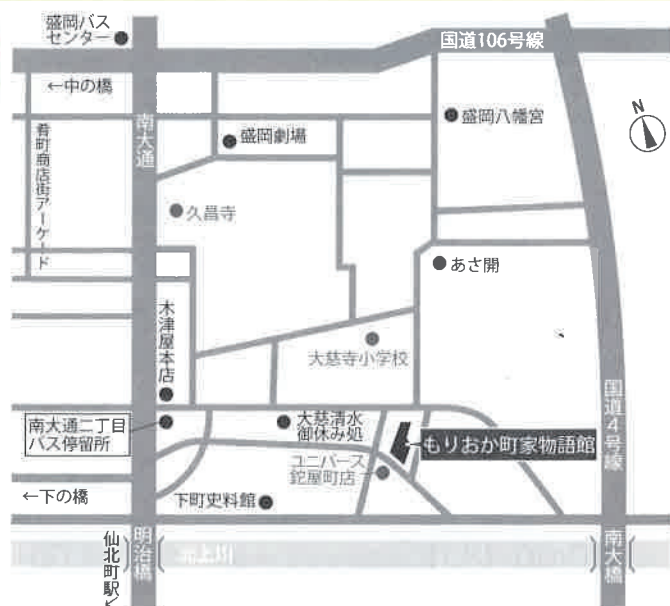 盛岡バス
センター
国道106号線
←中の橋
盛岡八幡宮
N
南大通
盛岡劇場
肴町商店街アーケード
久昌寺
あさ開
木津屋本店
大慈寺小学校
国道4号線
南大通二丁目
バス停留所
大慈清水
御休み処
もりおか町家物語館
ユニバース
鉈屋町店
←下の橋
下町史料館
仙北町駅
明治橋
北上川
南大橋